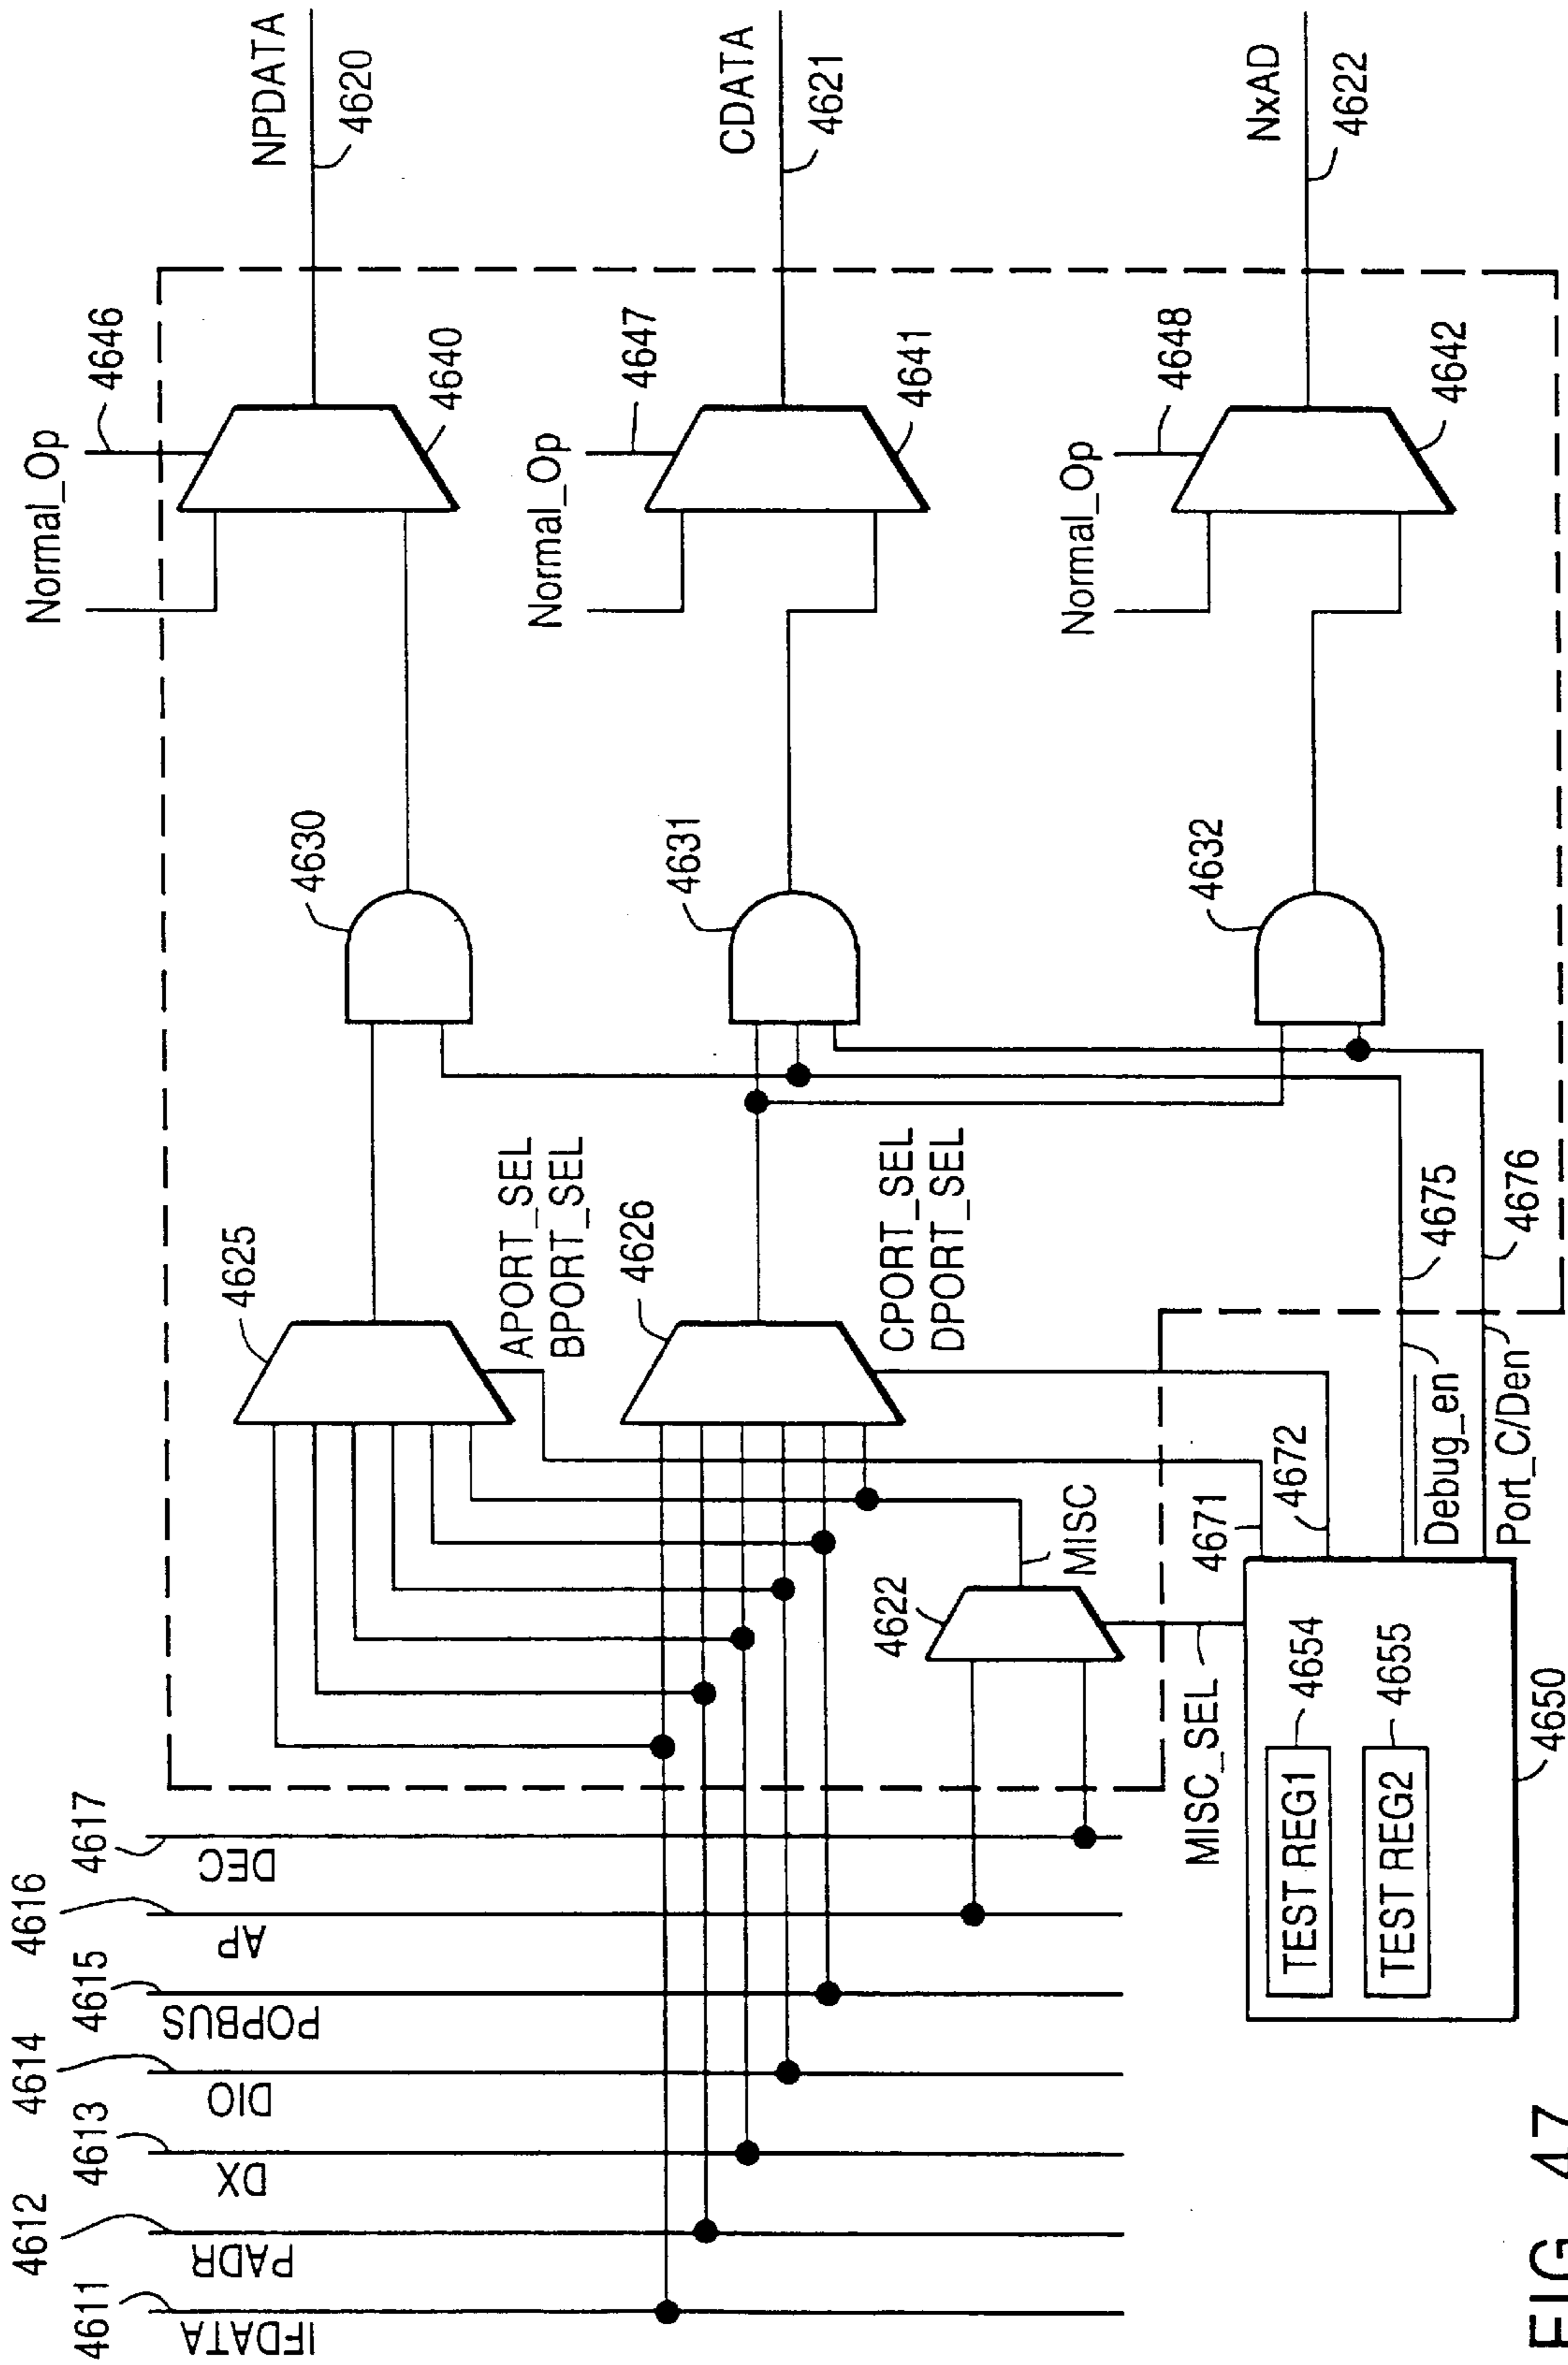 4646
Normal_Op
NPDATA
4620
4640
4630
4625
APORT_SEL
BPORT_SEL
4647
Normal_Op
CDATA
4621
4641
4631
4626
CPORT_SEL
DPORT_SEL
4648
Normal_Op
NxAD
4622
4642
4632
4611
IFDATA
4612
PADR
4613
DX
4614
DIO
4615
POPBUS
4616
AP
4617
DEC
4622
MISC
MISC_SEL
4671
4672
Debug_en
4675
Port_C/Den
4676
TEST REG1
4654
TEST REG2
4655
4650
FIG. 47